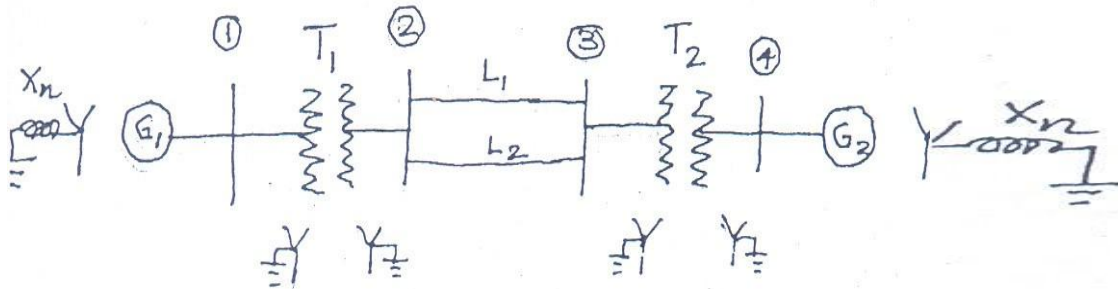 ① T₁ ② ③ T₂ ④
Xn G₁ L₁ G₂ Xn
L₂